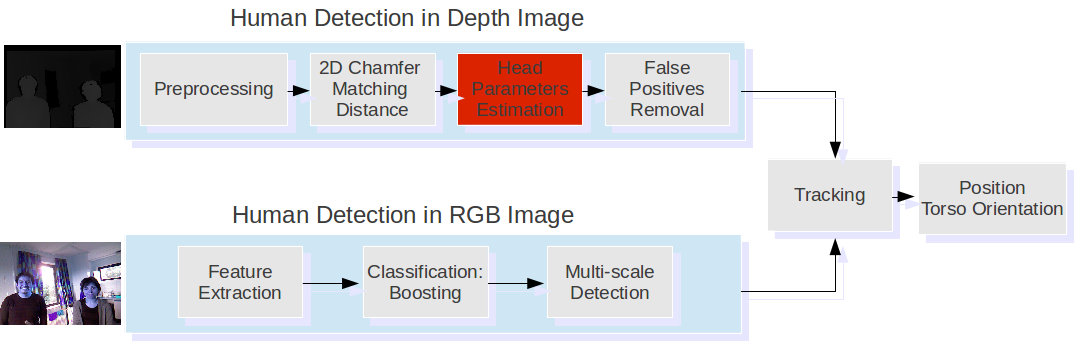 Human Detection in Depth Image
Preprocessing
2D Chamfer
Matching
Distance
Head
Parameters
Estimation
False
Positives
Removal
Tracking
Position
Torso Orientation
Human Detection in RGB Image
Feature
Extraction
Classification:
Boosting
Multi-scale
Detection